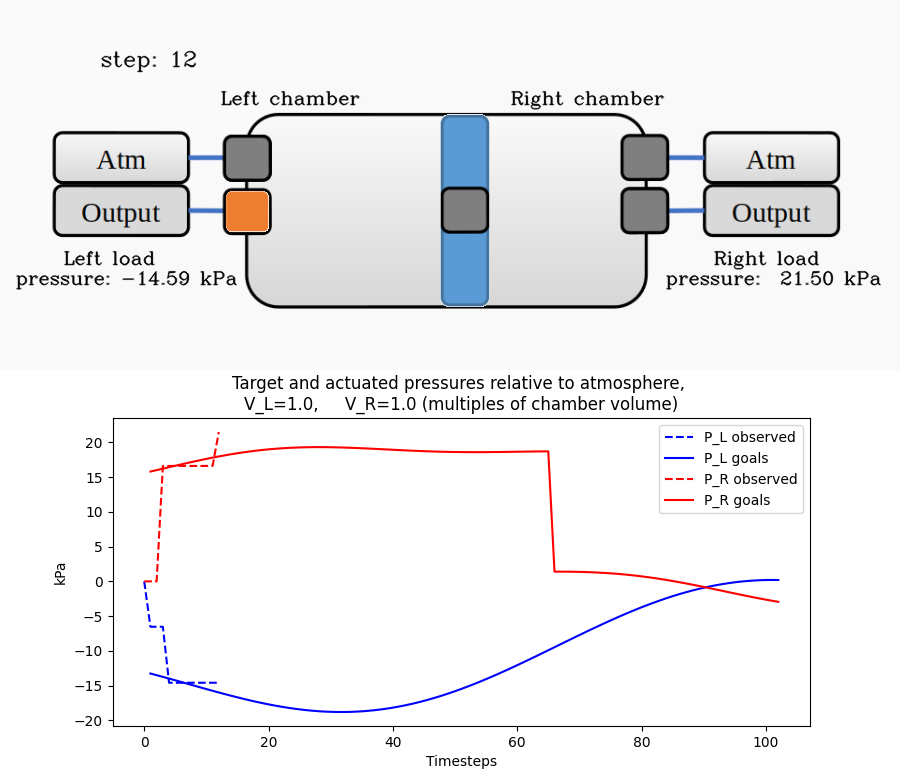 step: 12
Left chamber
Right chamber
Atm
Atm
Output
Output
Left load
pressure: −14.59 kPa
Right load
pressure: 21.50 kPa
Target and actuated pressures relative to atmosphere,
V_L=1.0, V_R=1.0 (multiples of chamber volume)
P_L observed
P_L goals
P_R observed
P_R goals
kPa
20
15
10
5
0
−5
−10
−15
−20
0
20
40
60
80
100
Timesteps